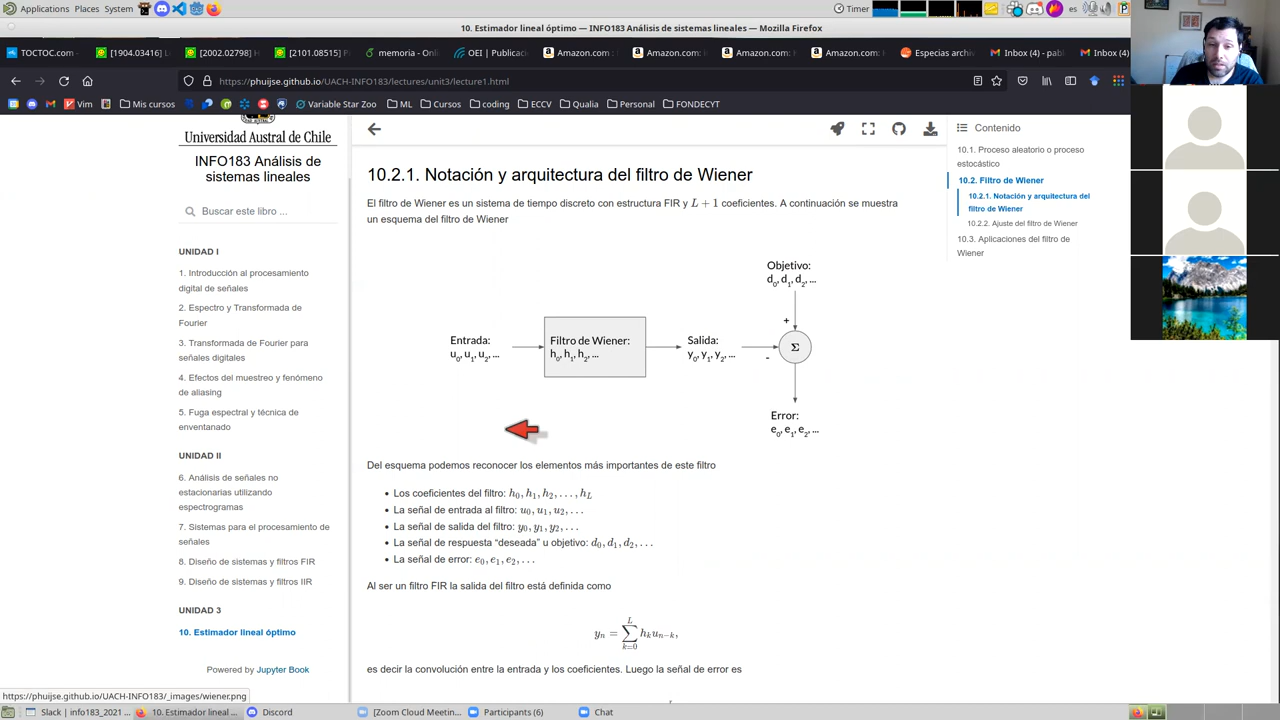 Applications Places System
Timer
es
10. Estimador lineal óptimo — INFO183 Análisis de sistemas lineales — Mozilla Firefox
TOCTOC.com -
[1904.03416] L
[2002.02798] H
[2101.08515] F
memoria - O
OEI | Public
Amazon.com:
Amazon.com:
Amazon.com:
Especias archiv
Inbox (4) - pabl
Inbox (4)
https://phuijse.github.io/UACH-INFO183/lectures/unit3/lecture1.html
Vim
Mis cursos
Variable Star Zoo
ML
Cursos
coding
ECCV
Qualia
Personal
FONDECYT
Universidad Austral de Chile
INFO183 Análisis de
sistemas lineales
Buscar este libro ...
UNIDAD I
1. Introducción al procesamiento
digital de señales
2. Espectro y Transformada de
Fourier
3. Transformada de Fourier para
señales digitales
4. Efectos del muestreo y fenómeno
de aliasing
5. Fuga espectral y técnica de
enventanado
UNIDAD II
6. Análisis de señales no
estacionarias utilizando
espectrogramas
7. Sistemas para el procesamiento de
señales
8. Diseño de sistemas y filtros FIR
9. Diseño de sistemas y filtros IIR
UNIDAD 3
10. Estimador lineal óptimo
Powered by Jupyter Book
10.2.1. Notación y arquitectura del filtro de Wiener
El filtro de Wiener es un sistema de tiempo discreto con estructura FIR y L + 1 coeficientes. A continuación se muestra
un esquema del filtro de Wiener
Objetivo:
d0, d1, d2, ...
+
Entrada:
u0, u1, u2, ...
Filtro de Wiener:
h0, h1, h2, ...
Salida:
y0, y1, y2, ...
-
Σ
Error:
e0, e1, e2, ...
Del esquema podemos reconocer los elementos más importantes de este filtro
• Los coeficientes del filtro: h0, h1, h2, . . . , hL
• La señal de entrada al filtro: u0, u1, u2, . . .
• La señal de salida del filtro: y0, y1, y2, . . .
• La señal de respuesta “deseada” u objetivo: d0, d1, d2, . . .
• La señal de error: e0, e1, e2, . . .
Al ser un filtro FIR la salida del filtro está definida como
yn = ∑_{k=0}^{L} hk un−k,
es decir la convolución entre la entrada y los coeficientes. Luego la señal de error es
Contenido
10.1. Proceso aleatorio o proceso
estocástico
10.2. Filtro de Wiener
10.2.1. Notación y arquitectura del
filtro de Wiener
10.2.2. Ajuste del filtro de Wiener
10.3. Aplicaciones del filtro de
Wiener
https://phuijse.github.io/UACH-INFO183/_images/wiener.png
Slack | info183_2021 ...
10. Estimador lineal ...
Discord
[Zoom Cloud Meetin...
Participants (6)
Chat